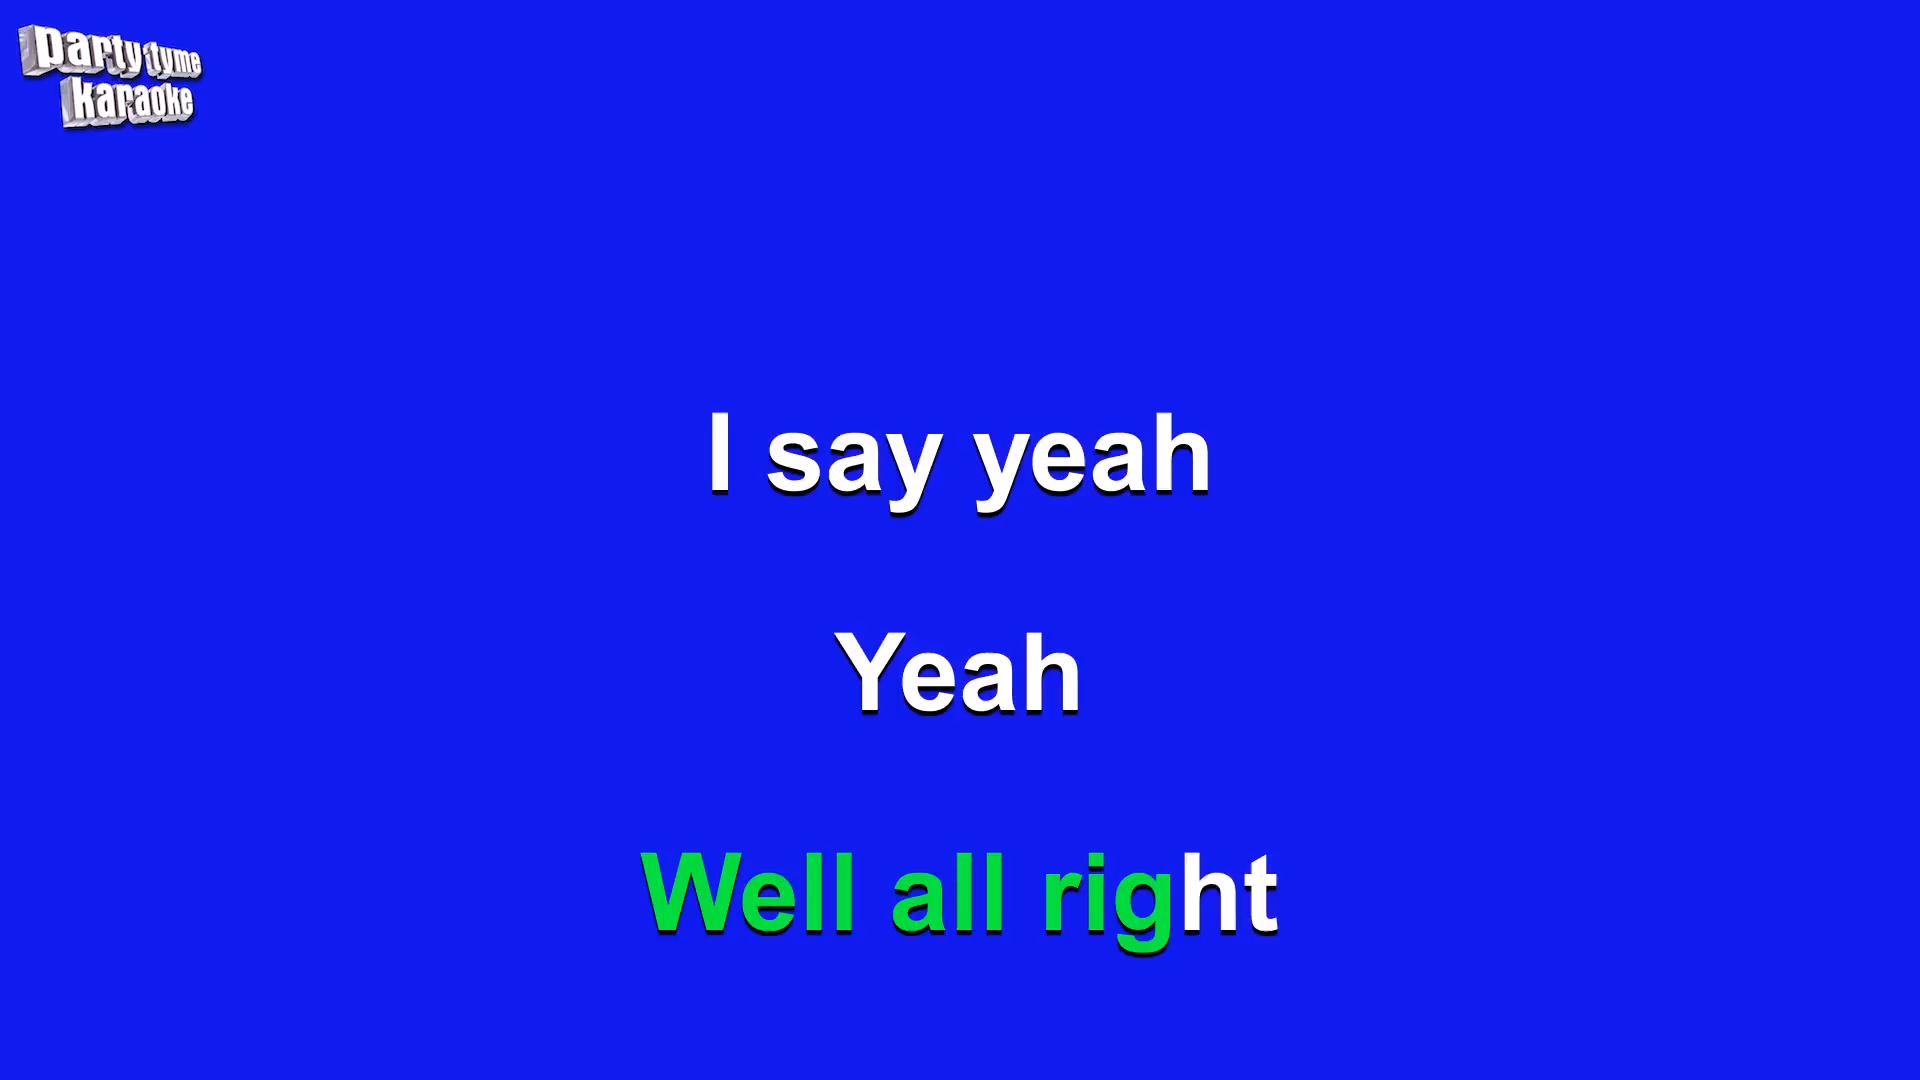 party tyme
karaoke
I say yeah
Yeah
Well all right